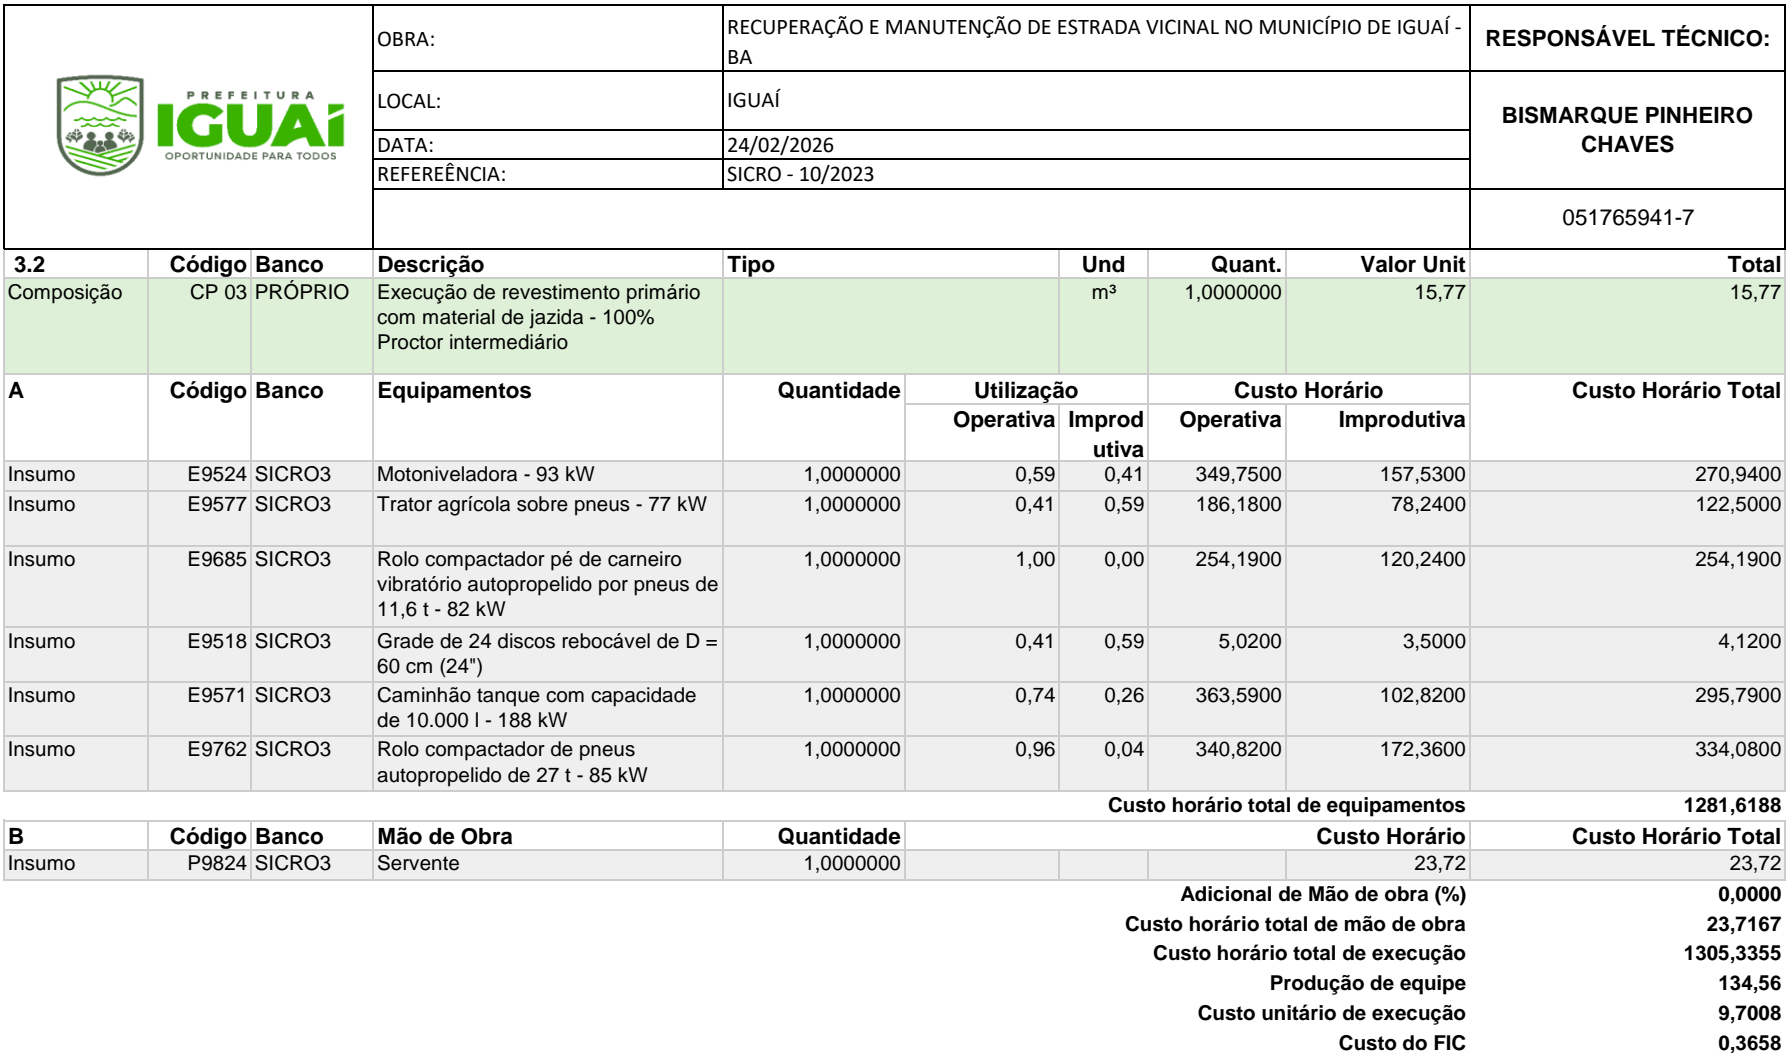 PREFEITURA
IGUAÍ
OPORTUNIDADE PARA TODOS
OBRA:
RECUPERAÇÃO E MANUTENÇÃO DE ESTRADA VICINAL NO MUNICÍPIO DE IGUAÍ -
BA
RESPONSÁVEL TÉCNICO:
LOCAL:
IGUAÍ
BISMARQUE PINHEIRO
CHAVES
DATA:
24/02/2026
REFEREÊNCIA:
SICRO - 10/2023
051765941-7
3.2 Código Banco Descrição Tipo Und Quant. Valor Unit Total
Composição CP 03 PRÓPRIO Execução de revestimento primário m³ 1,0000000 15,77 15,77
com material de jazida - 100%
Proctor intermediário
A Código Banco Equipamentos Quantidade Utilização Custo Horário Custo Horário Total
Operativa Improd Operativa Improdutiva
utiva
Insumo E9524 SICRO3 Motoniveladora - 93 kW 1,0000000 0,59 0,41 349,7500 157,5300 270,9400
Insumo E9577 SICRO3 Trator agrícola sobre pneus - 77 kW 1,0000000 0,41 0,59 186,1800 78,2400 122,5000
Insumo E9685 SICRO3 Rolo compactador pé de carneiro 1,0000000 1,00 0,00 254,1900 120,2400 254,1900
vibratório autopropelido por pneus de
11,6 t - 82 kW
Insumo E9518 SICRO3 Grade de 24 discos rebocável de D = 1,0000000 0,41 0,59 5,0200 3,5000 4,1200
60 cm (24")
Insumo E9571 SICRO3 Caminhão tanque com capacidade 1,0000000 0,74 0,26 363,5900 102,8200 295,7900
de 10.000 l - 188 kW
Insumo E9762 SICRO3 Rolo compactador de pneus 1,0000000 0,96 0,04 340,8200 172,3600 334,0800
autopropelido de 27 t - 85 kW
Custo horário total de equipamentos 1281,6188
B Código Banco Mão de Obra Quantidade Custo Horário Custo Horário Total
Insumo P9824 SICRO3 Servente 1,0000000 23,72 23,72
Adicional de Mão de obra (%) 0,0000
Custo horário total de mão de obra 23,7167
Custo horário total de execução 1305,3355
Produção de equipe 134,56
Custo unitário de execução 9,7008
Custo do FIC 0,3658